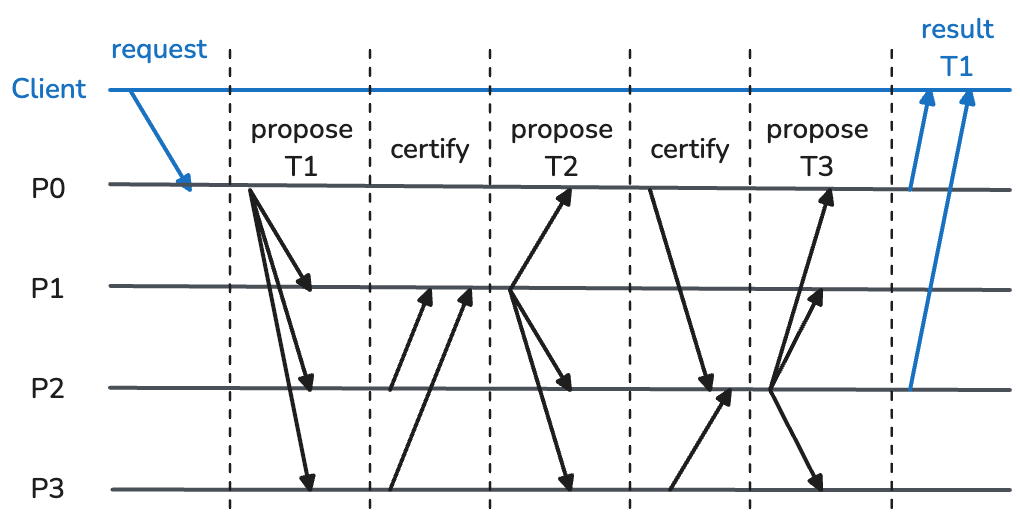 request
result
T1
Client
propose
T1
certify
propose
T2
certify
propose
T3
P0
P1
P2
P3